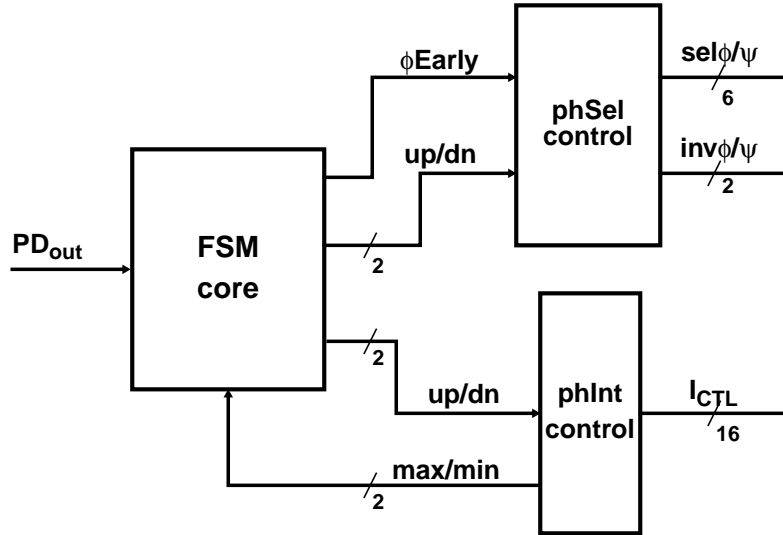 ϕEarly
selϕ/ψ
6
phSel
control
up/dn
invϕ/ψ
2
PDout
FSM
core
2
2
up/dn
phInt
control
ICTL
16
max/min
2